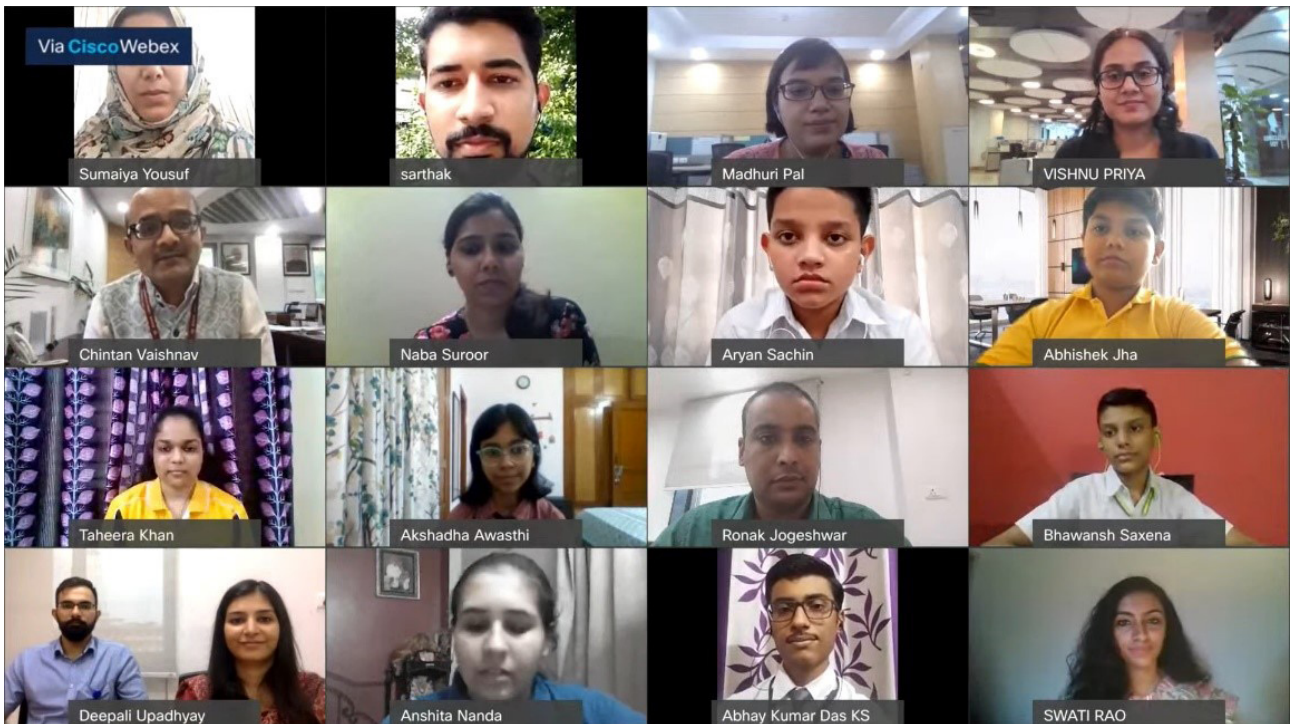 Via Cisco Webex
Sumaiya Yousuf
sarthak
Madhuri Pal
VISHNU PRIYA
Chintan Vaishnav
Naba Suroor
Aryan Sachin
Abhishek Jha
Taheera Khan
Akshadha Awasthi
Ronak Jogeshwar
Bhawansh Saxena
Deepali Upadhyay
Anshita Nanda
Abhay Kumar Das KS
SWATI RAO